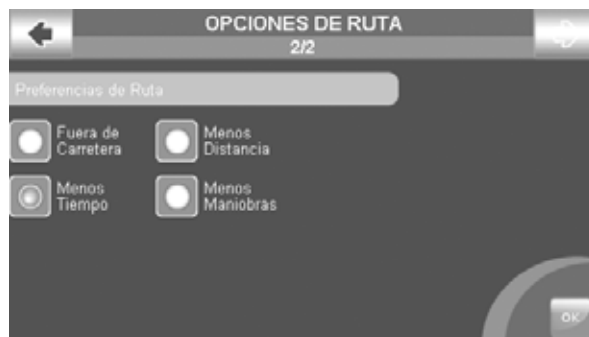 OPCIONES DE RUTA
2/2
Preferencias de Ruta
Fuera de
Carretera
Menos
Distancia
Menos
Tiempo
Menos
Maniobras
OK